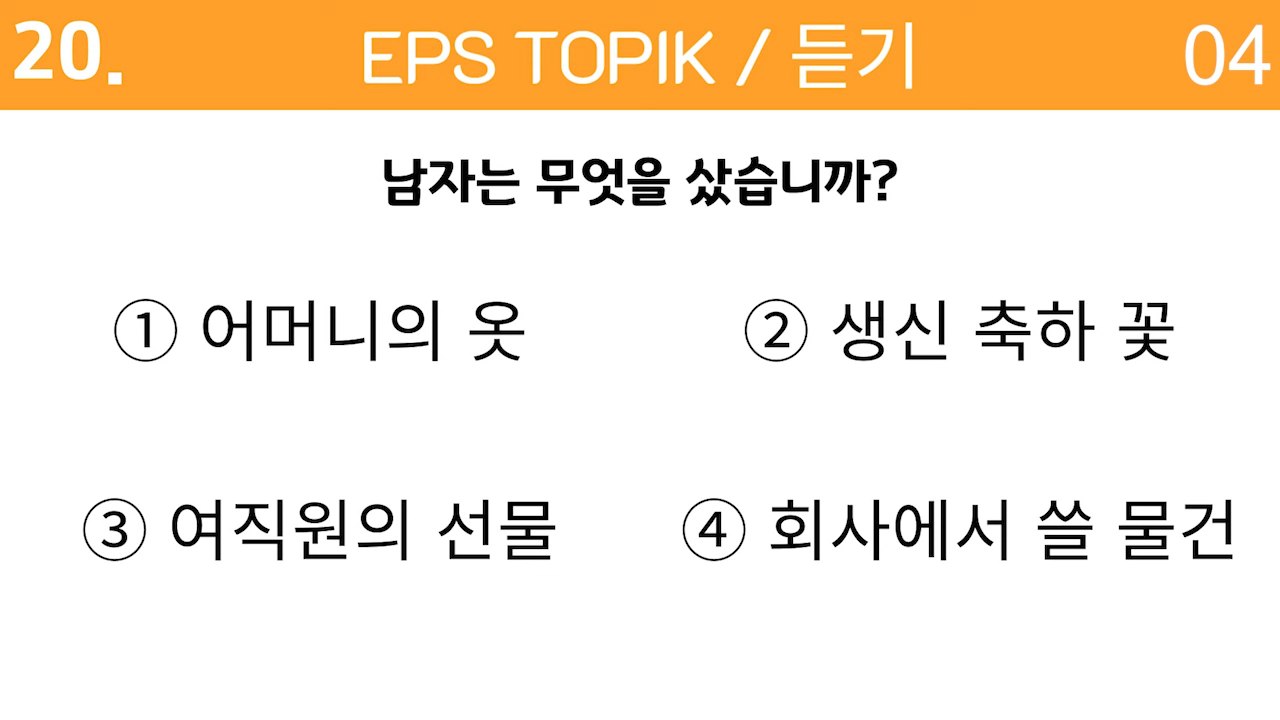 20. EPS TOPIK / 듣기 04
남자는 무엇을 샀습니까?
① 어머니의 옷 ② 생신 축하 꽃
③ 여직원의 선물 ④ 회사에서 쓸 물건